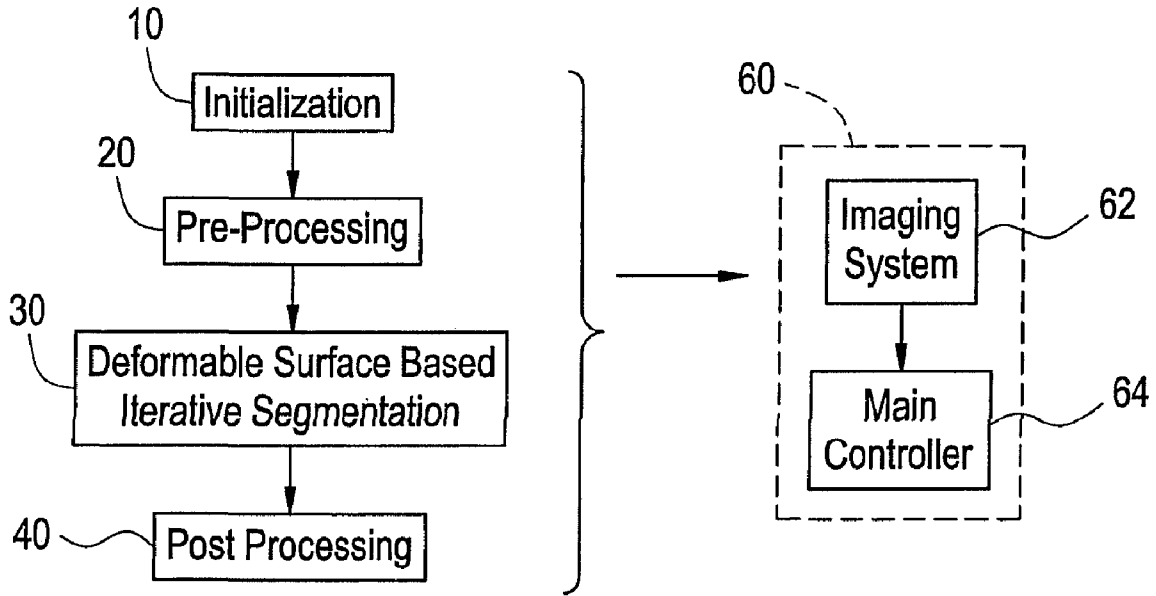 10
Initialization
20
Pre-Processing
30
Deformable Surface Based
Iterative Segmentation
40
Post Processing
60
Imaging
System
62
Main
Controller
64